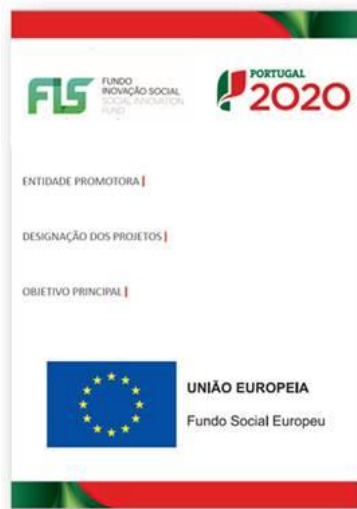 FIS
FUNDO
INOVAÇÃO SOCIAL
SOCIAL INNOVATION
FUND
PORTUGAL
2020
ENTIDADE PROMOTORA |
DESIGNAÇÃO DOS PROJETOS |
OBJETIVO PRINCIPAL |
UNIÃO EUROPEIA
Fundo Social Europeu